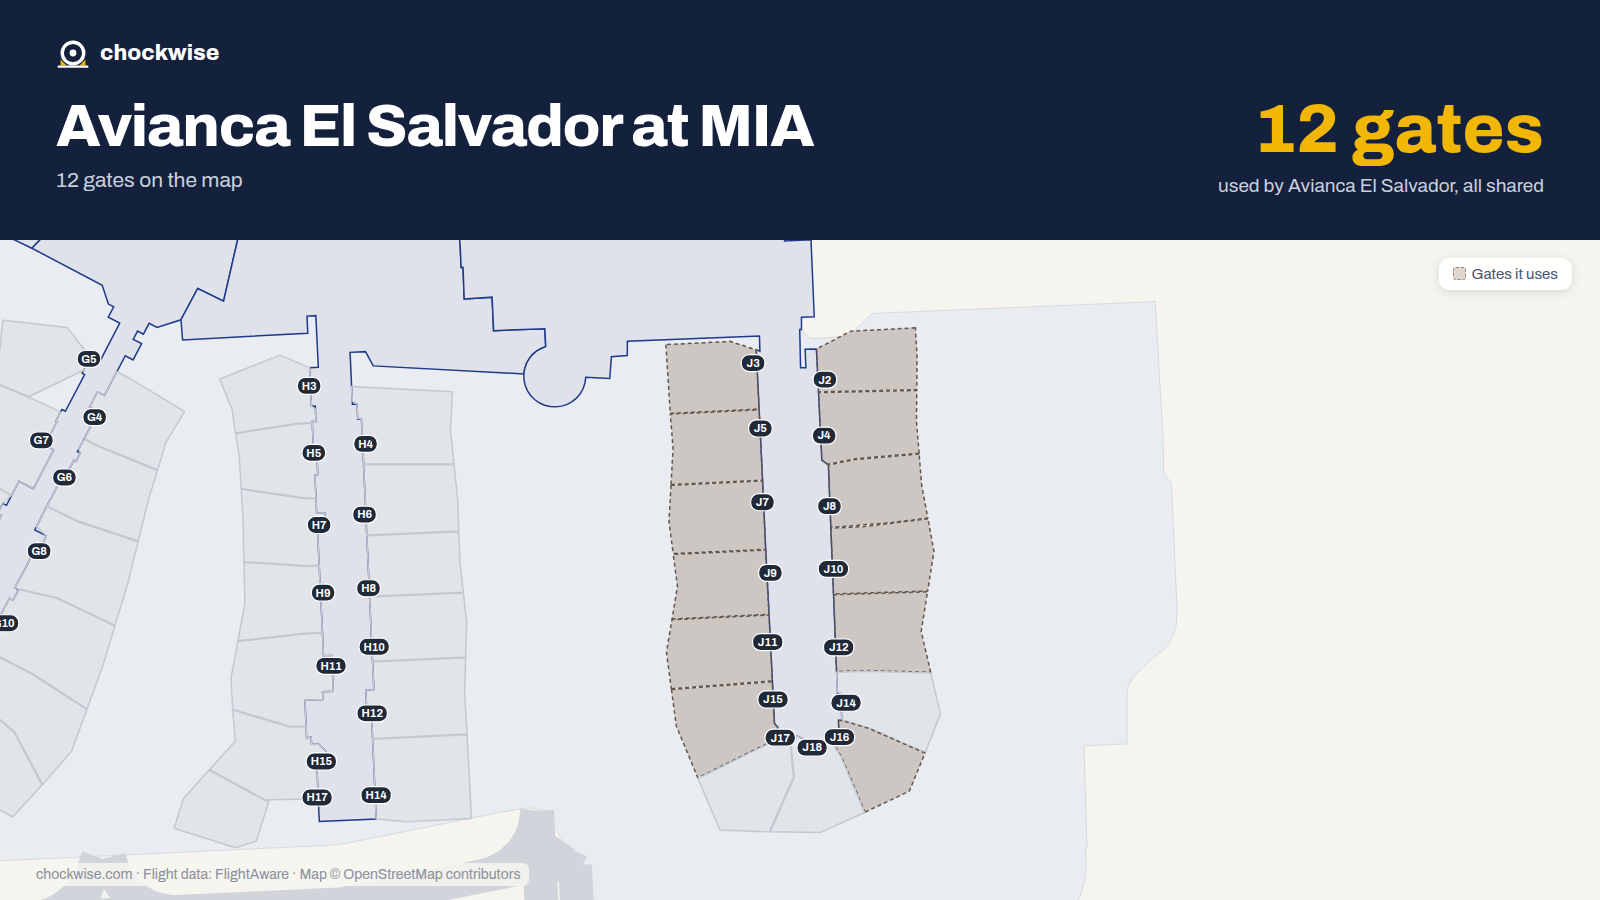 chockwise
Avianca El Salvador at MIA
12 gates on the map
12 gates
used by Avianca El Salvador, all shared
Gates it uses
G5
G4
G7
G6
G8
H3
H5
H4
H7
H6
H9
H8
H11
H10
H12
H15
H17
H14
J3
J2
J5
J4
J7
J8
J9
J10
J11
J12
J15
J14
J17
J18
J16
chockwise.com · Flight data: FlightAware · Map © OpenStreetMap contributors